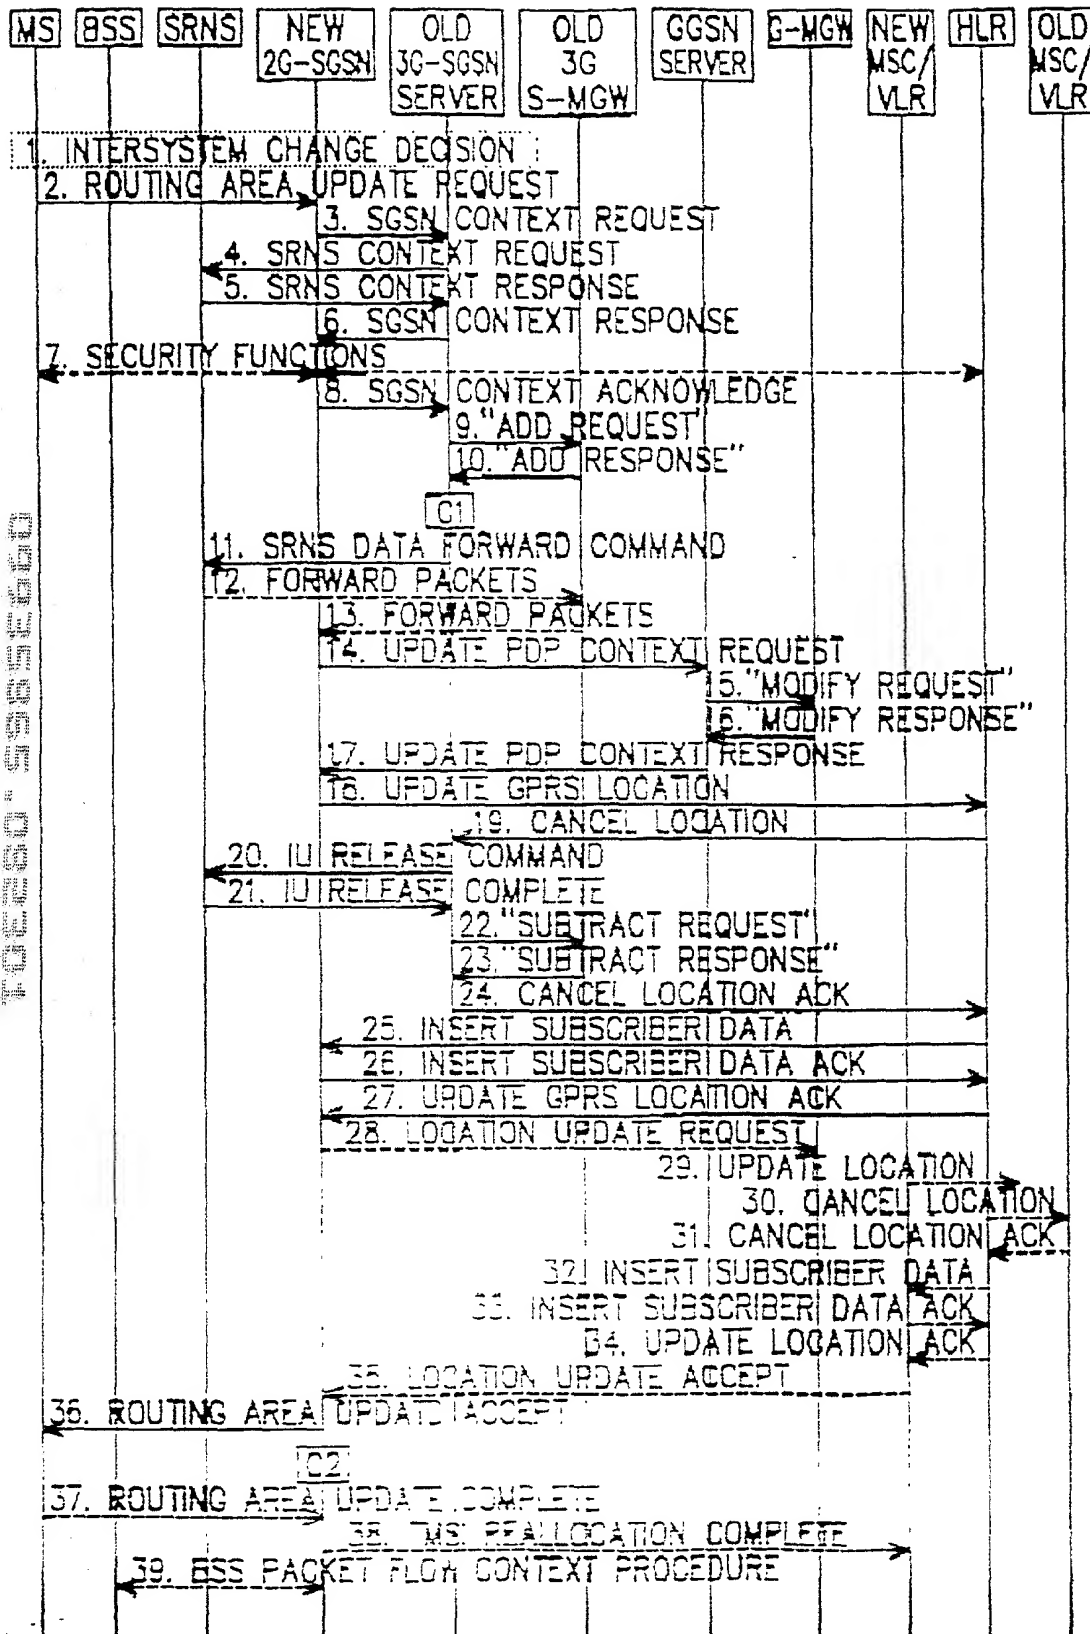 MS BSS SRNS NEW 2G-SGSN OLD 3G-SGSN SERVER OLD 3G S-MGW GGSN SERVER G-MGW NEW MSC/ VLR HLR OLD MSC/ VLR
1. INTERSYSTEM CHANGE DECISION
2. ROUTING AREA UPDATE REQUEST
3. SGSN CONTEXT REQUEST
4. SRNS CONTEXT REQUEST
5. SRNS CONTEXT RESPONSE
6. SGSN CONTEXT RESPONSE
7. SECURITY FUNCTIONS
8. SGSN CONTEXT ACKNOWLEDGE
9."ADD REQUEST"
10."ADD RESPONSE"
C1
11. SRNS DATA FORWARD COMMAND
12. FORWARD PACKETS
13. FORWARD PACKETS
14. UPDATE PDP CONTEXT REQUEST
15."MODIFY REQUEST"
16."MODIFY RESPONSE"
17. UPDATE PDP CONTEXT RESPONSE
18. UPDATE GPRS LOCATION
19. CANCEL LOCATION
20. IU RELEASE COMMAND
21. IU RELEASE COMPLETE
22."SUBTRACT REQUEST"
23."SUBTRACT RESPONSE"
24. CANCEL LOCATION ACK
25. INSERT SUBSCRIBER DATA
26. INSERT SUBSCRIBER DATA ACK
27. UPDATE GPRS LOCATION ACK
28. LOCATION UPDATE REQUEST
29. UPDATE LOCATION
30. CANCEL LOCATION
31. CANCEL LOCATION ACK
32. INSERT SUBSCRIBER DATA
33. INSERT SUBSCRIBER DATA ACK
34. UPDATE LOCATION ACK
35. LOCATION UPDATE ACCEPT
36. ROUTING AREA UPDATE ACCEPT
C2
37. ROUTING AREA UPDATE COMPLETE
38. TMSI REALLOCATION COMPLETE
39. BSS PACKET FLOW CONTEXT PROCEDURE